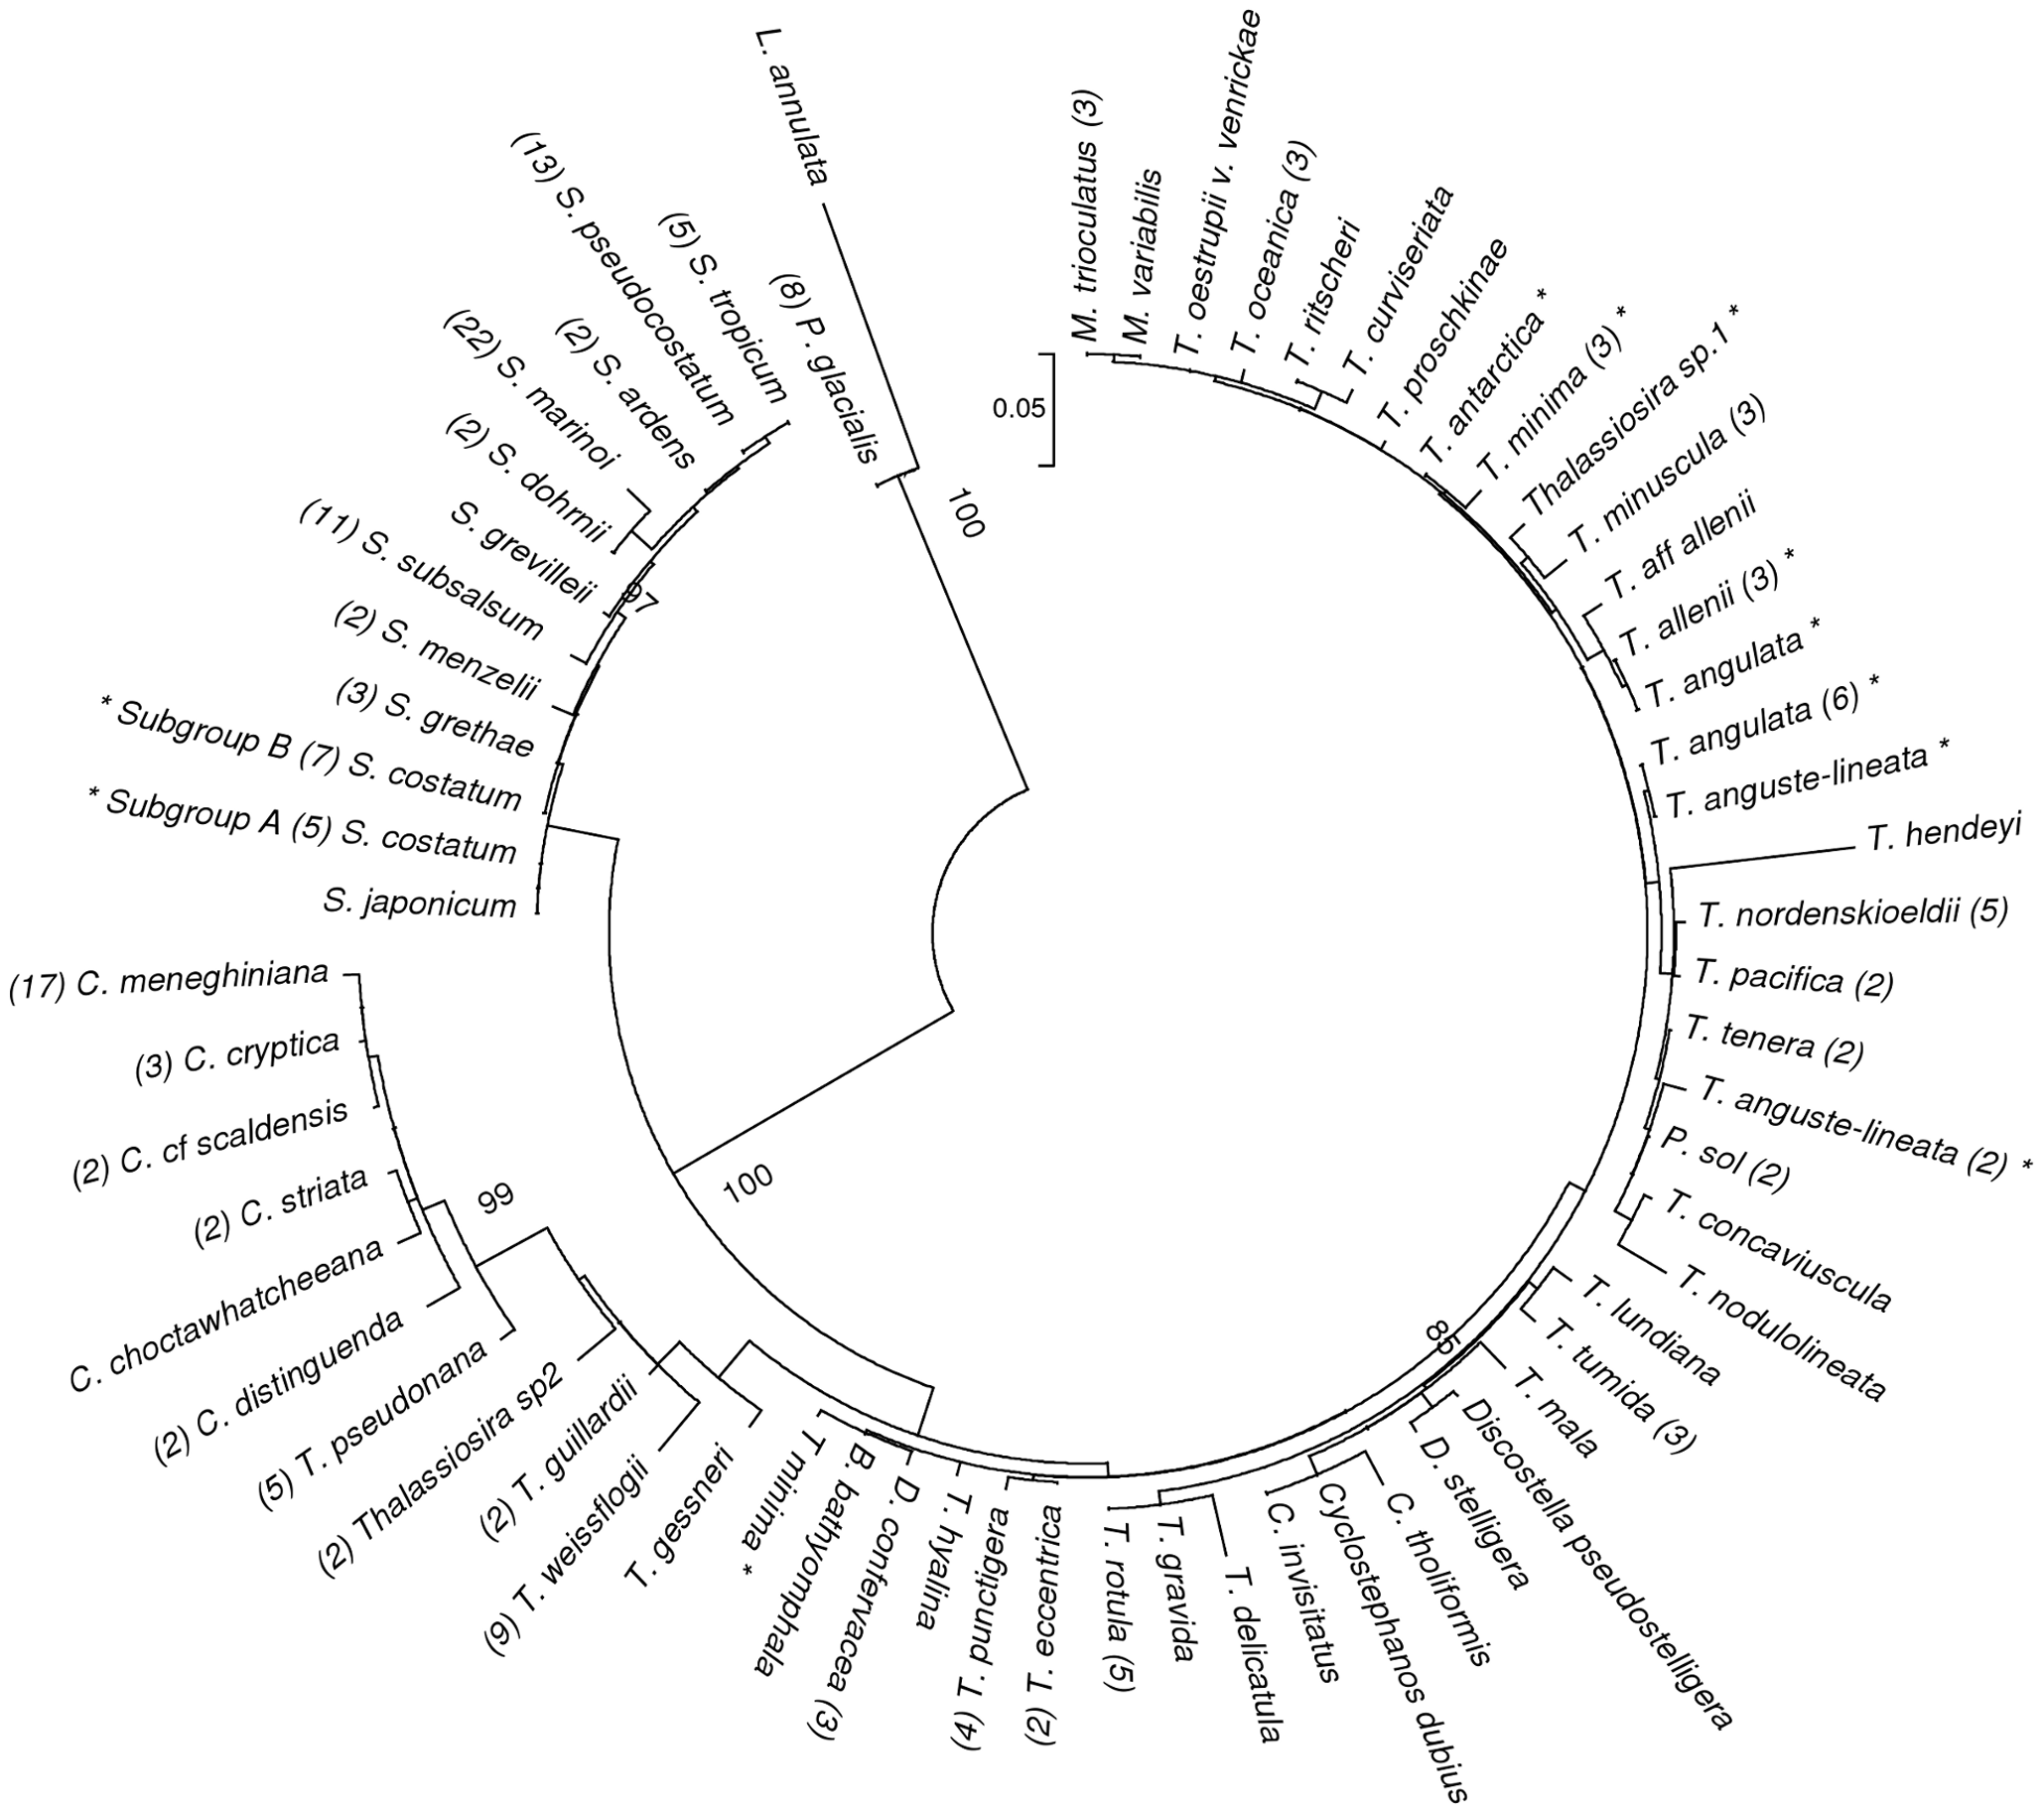 L. annulata
M. trioculatus (3)
M. variabilis
T. oestrupii v. venrickae
T. oceanica (3)
T. ritscheri
T. curviseriata
T. proschkinae
T. antarctica *
T. minima (3) *
Thalassiosira sp.1 *
T. minuscula (3)
T. aff allenii
T. allenii (3) *
T. angulata *
T. angulata (6) *
T. anguste-lineata *
T. hendeyi
T. nordenskioeldii (5)
T. pacifica (2)
T. tenera (2)
T. anguste-lineata (2) *
P. sol (2)
T. concaviuscula
T. nodulolineata
T. lundiana
T. tumida (3)
T. mala
Discostella pseudostelligera
D. stelligera
C. tholiformis
Cyclostephanos dubius
C. invisitatus
T. delicatula
T. gravida
T. rotula (5)
(2) T. eccentrica
(4) T. punctigera
T. hyalina
D. confervacea (3)
B. bathyomphala
T minima *
T. gessneri
(9) T. weissflogii
(2) T. guillardii
(2) Thalassiosira sp2
(5) T. pseudonana
(2) C. distinguenda
C. choctawhatcheeana
(2) C. striata
(2) C. cf scaldensis
(3) C. cryptica
(17) C. meneghiniana
S. japonicum
* Subgroup A (5) S. costatum
* Subgroup B (7) S. costatum
(3) S. grethae
(2) S. menzelii
(11) S. subsalsum
S. grevilleii
(2) S. dohrnii
(22) S. marinoi
(2) S. ardens
(13) S. pseudocostatum
(5) S. tropicum
(8) P. glacialis
0.05
100
97
100
99
85